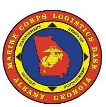 MARINE CORPS LOGISTICS BASE
ALBANY, GEORGIA